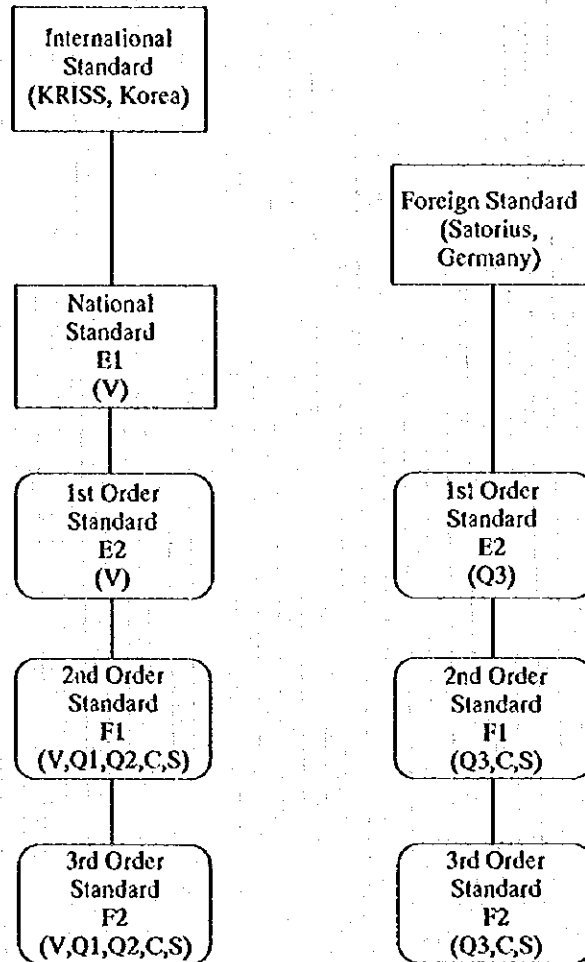 International
Standard
(KRISS, Korea)
Foreign Standard
(Satorius,
Germany)
National
Standard
E1
(V)
1st Order
Standard
E2
(V)
1st Order
Standard
E2
(Q3)
2nd Order
Standard
F1
(V,Q1,Q2,C,S)
2nd Order
Standard
F1
(Q3,C,S)
3rd Order
Standard
F2
(V,Q1,Q2,C,S)
3rd Order
Standard
F2
(Q3,C,S)